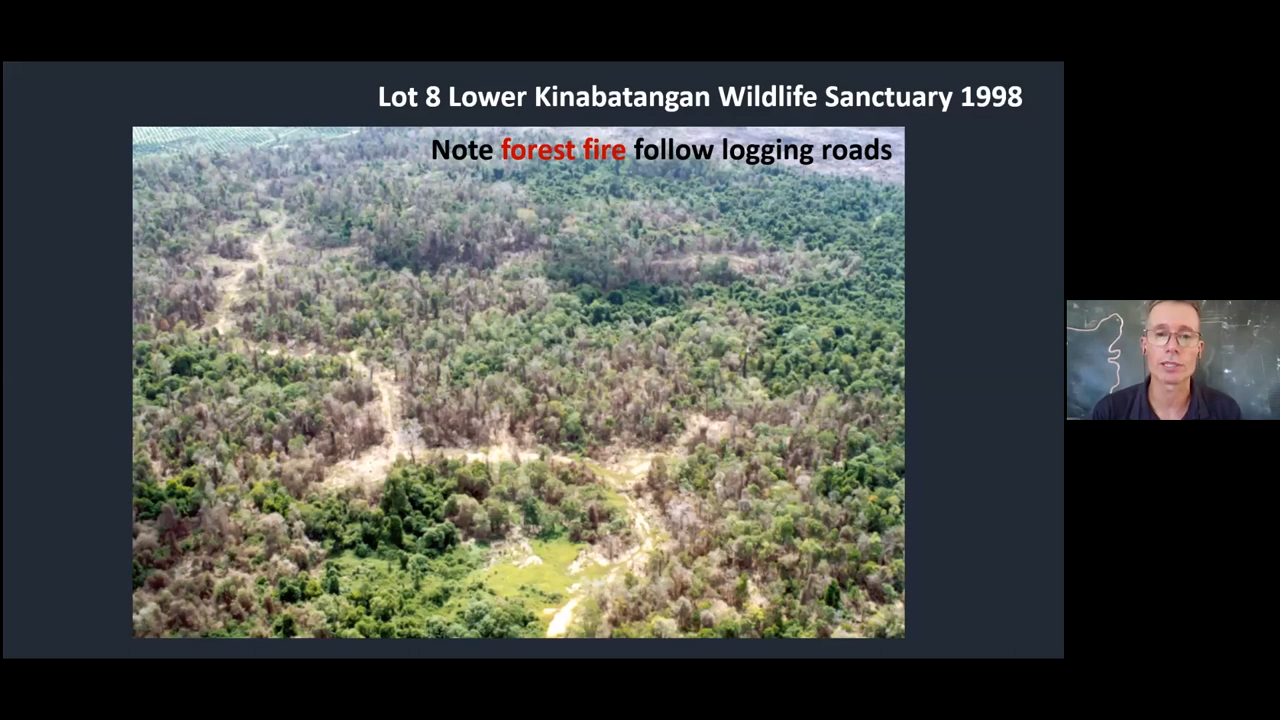 Lot 8 Lower Kinabatangan Wildlife Sanctuary 1998
Note forest fire follow logging roads